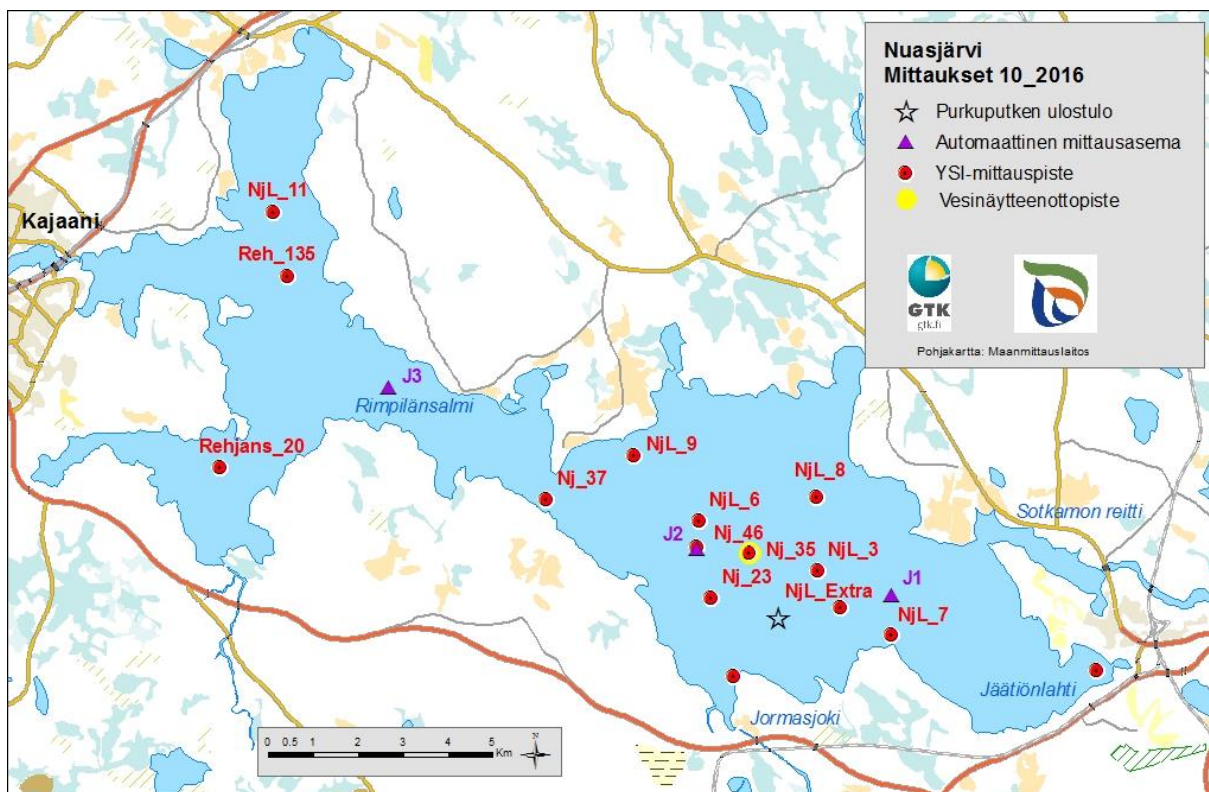 Nuasjärvi
Mittaukset 10_2016
Purkuputken ulostulo
Automaattinen mittausasema
YSI-mittauspiste
Vesinäytteenottopiste
GTK
gtk.fi
Pohjakartta: Maanmittauslaitos
NjL_11
Kajaani
Reh_135
J3
Rimpilänsalmi
Rehjans_20
NjL_9
Nj_37
NjL_8
NjL_6
Sotkamon reitti
J2
Nj_46
Nj_35
NjL_3
Nj_23
NjL_Extra
J1
NjL_7
Jäätiönlahti
Jormasjoki
0 0.5 1 2 3 4 5
Km
N